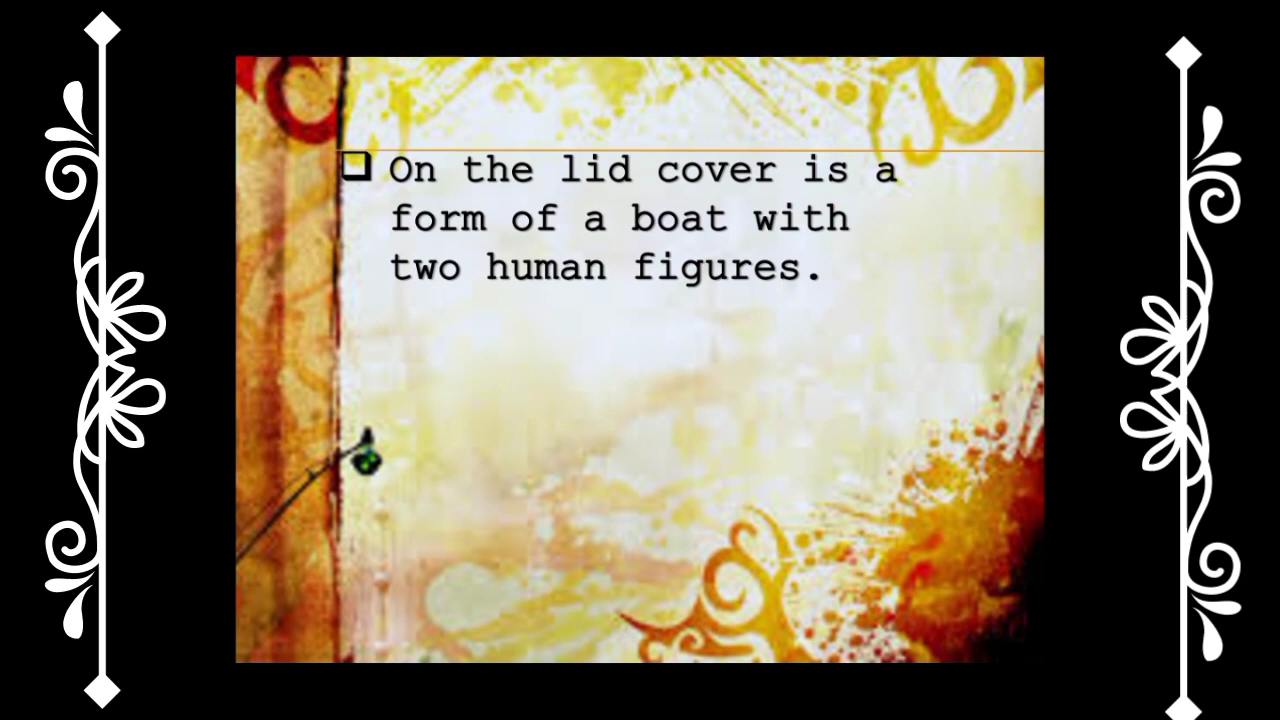 ❑ On the lid cover is a
form of a boat with
two human figures.